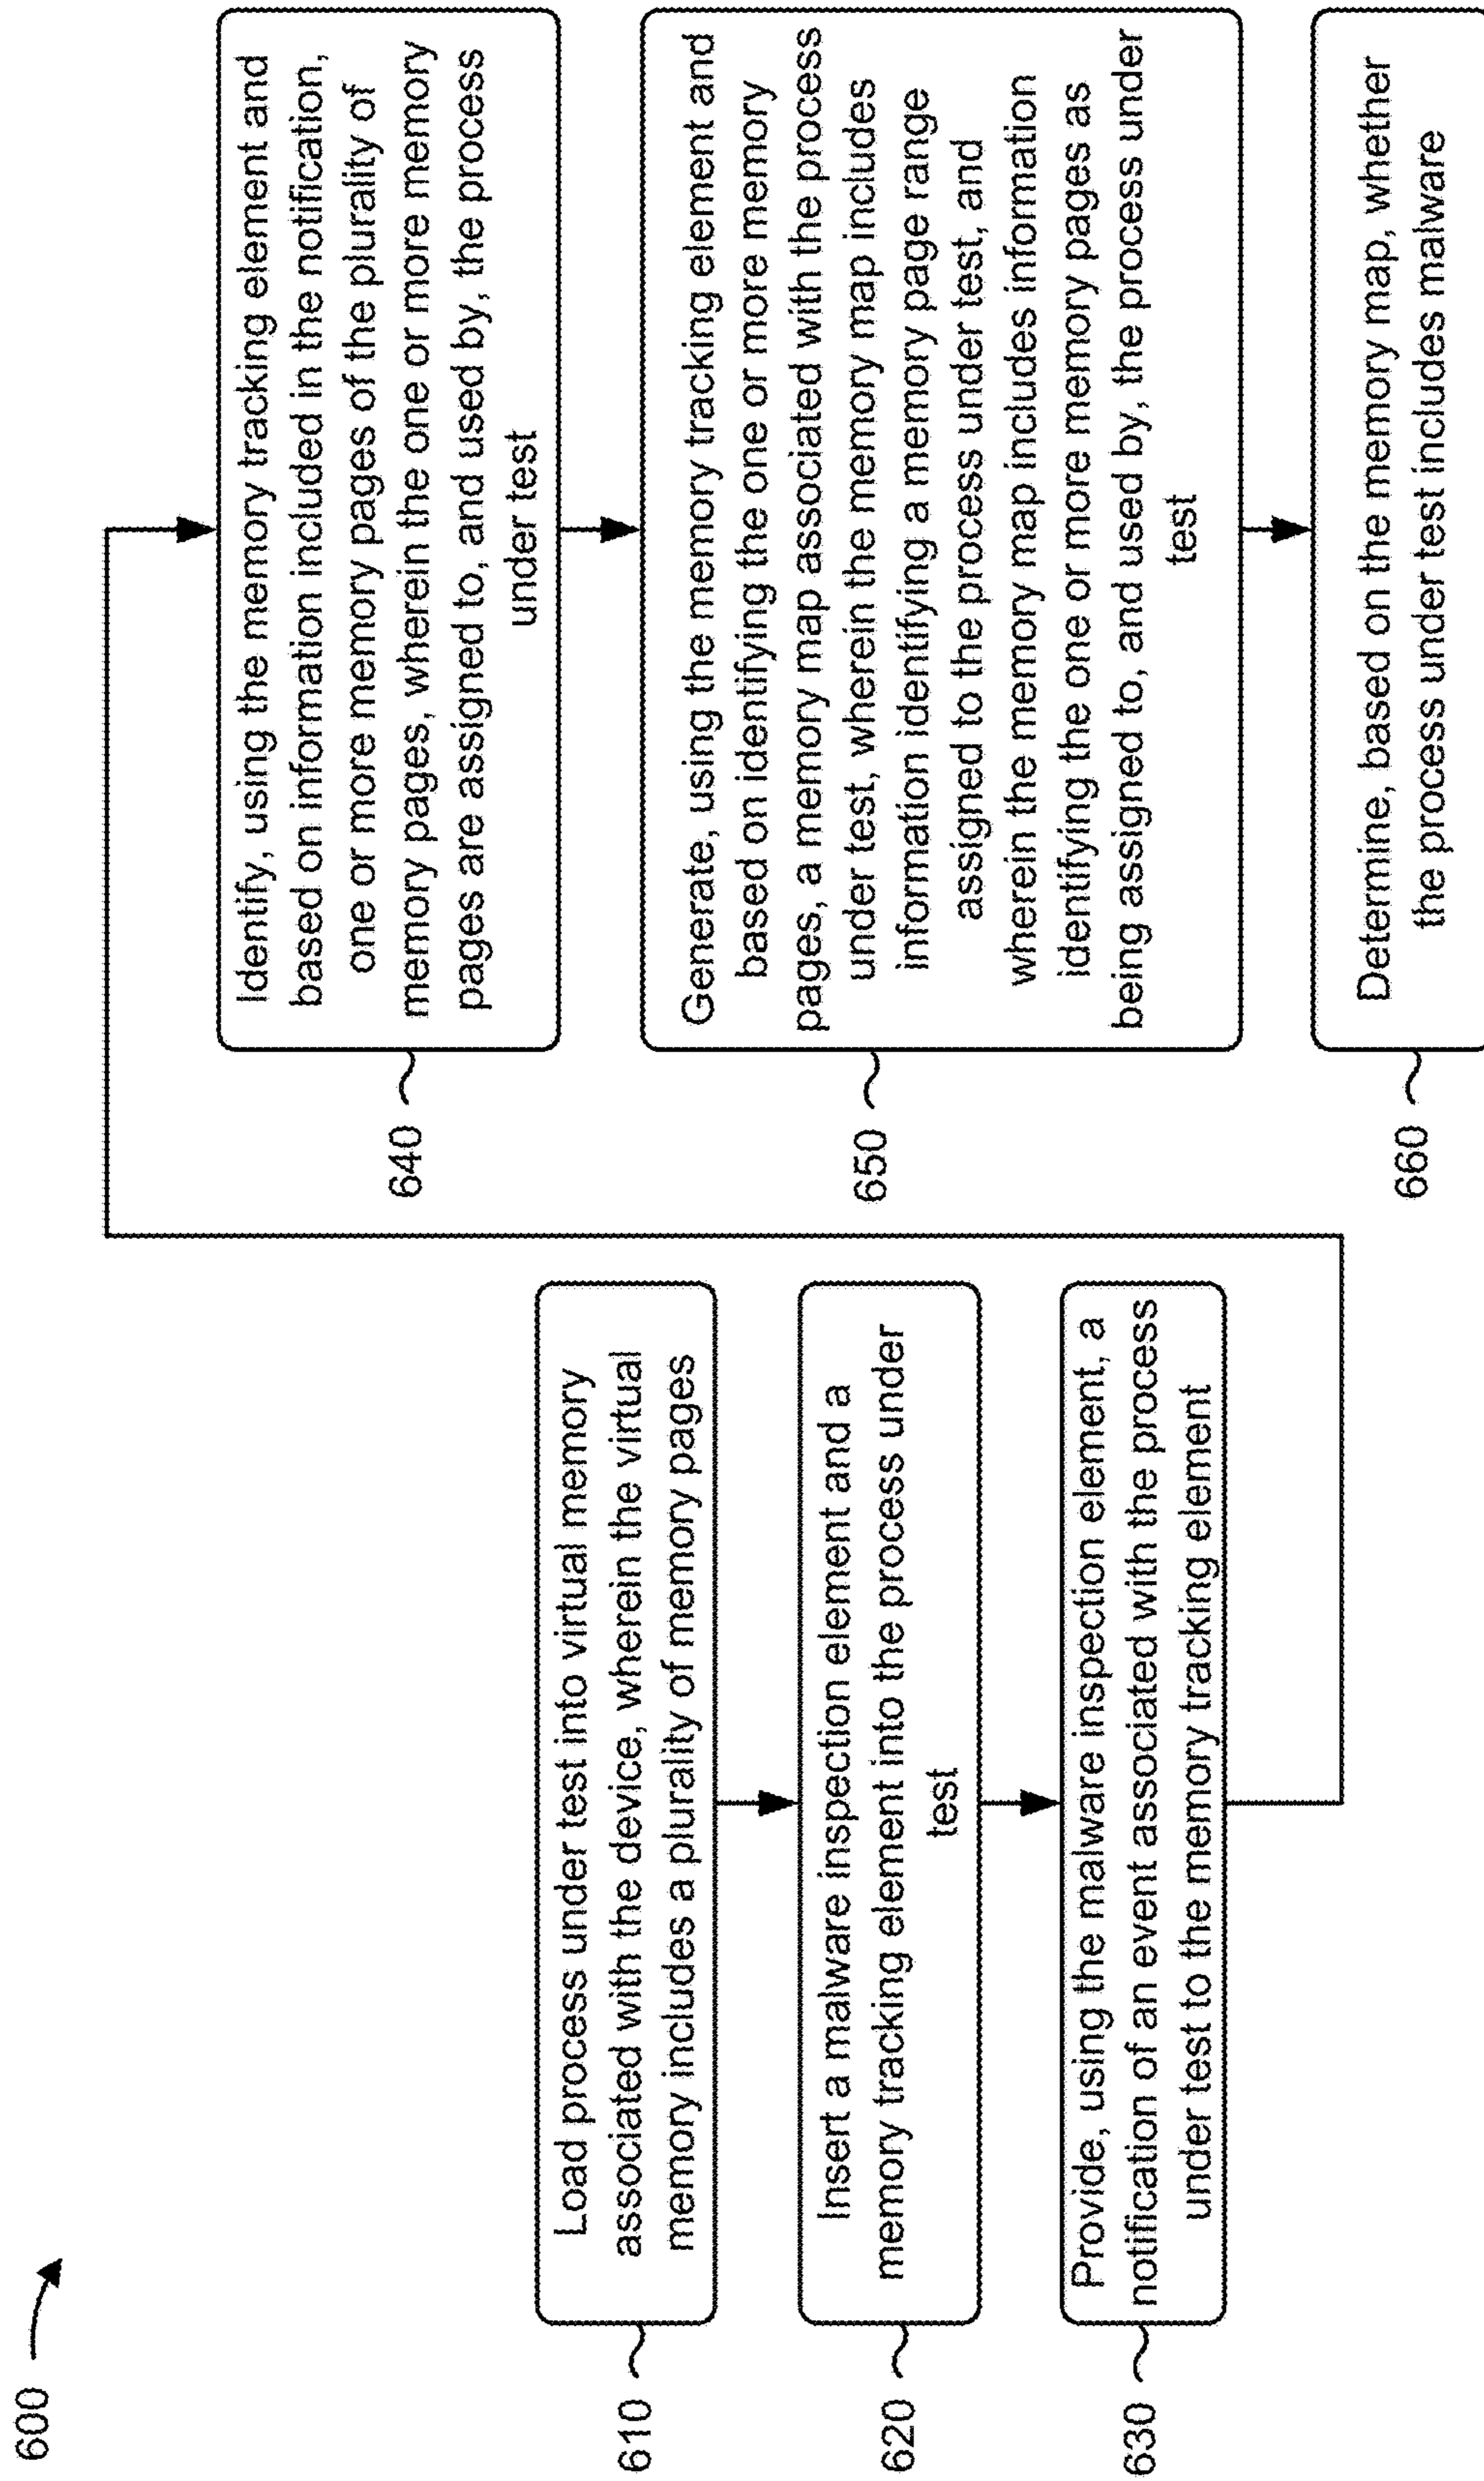 600
610
Load process under test into virtual memory
associated with the device, wherein the virtual
memory includes a plurality of memory pages
620
Insert a malware inspection element and a
memory tracking element into the process under
test
630
Provide, using the malware inspection element, a
notification of an event associated with the process
under test to the memory tracking element
640
Identify, using the memory tracking element and
based on information included in the notification,
one or more memory pages of the plurality of
memory pages, wherein the one or more memory
pages are assigned to, and used by, the process
under test
650
Generate, using the memory tracking element and
based on identifying the one or more memory
pages, a memory map associated with the process
under test, wherein the memory map includes
information identifying a memory page range
assigned to the process under test, and
wherein the memory map includes information
identifying the one or more memory pages as
being assigned to, and used by, the process under
test
660
Determine, based on the memory map, whether
the process under test includes malware